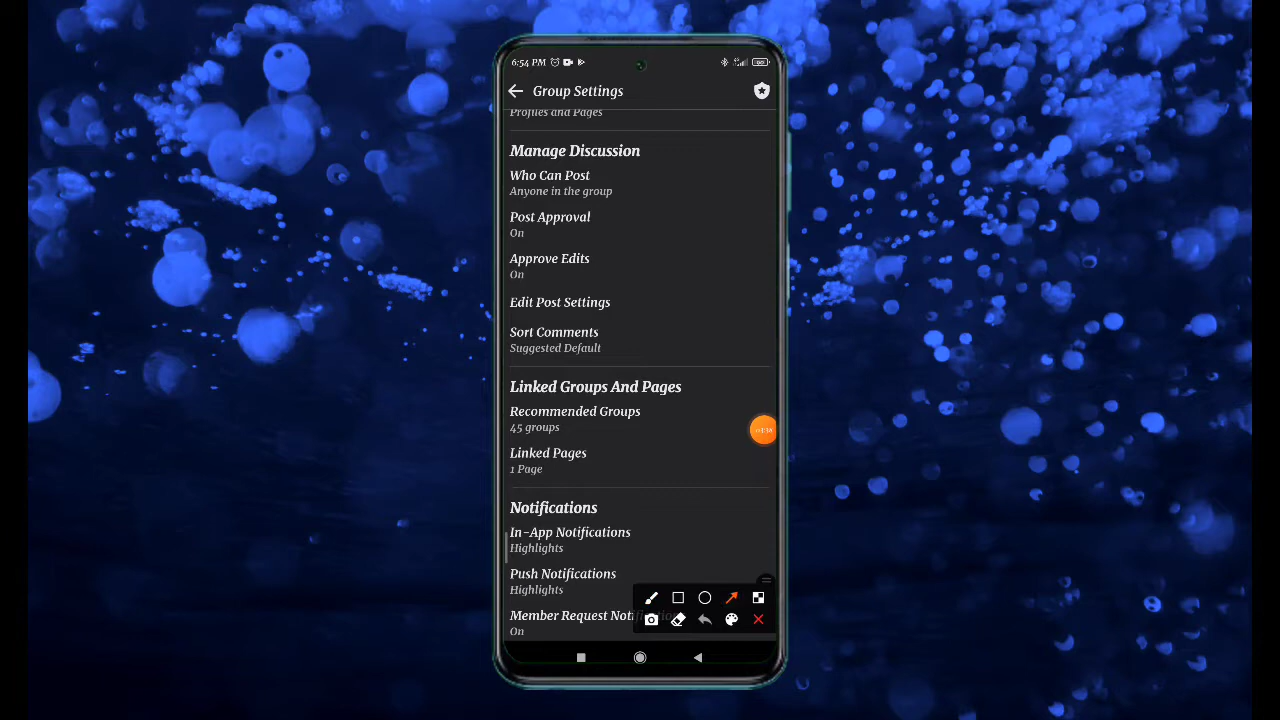 6:54 PM
Group Settings
Profiles and Pages
Manage Discussion
Who Can Post
Anyone in the group
Post Approval
On
Approve Edits
On
Edit Post Settings
Sort Comments
Suggested Default
Linked Groups And Pages
Recommended Groups
45 groups
Linked Pages
1 Page
Notifications
In-App Notifications
Highlights
Push Notifications
Highlights
Member Request Noti
On